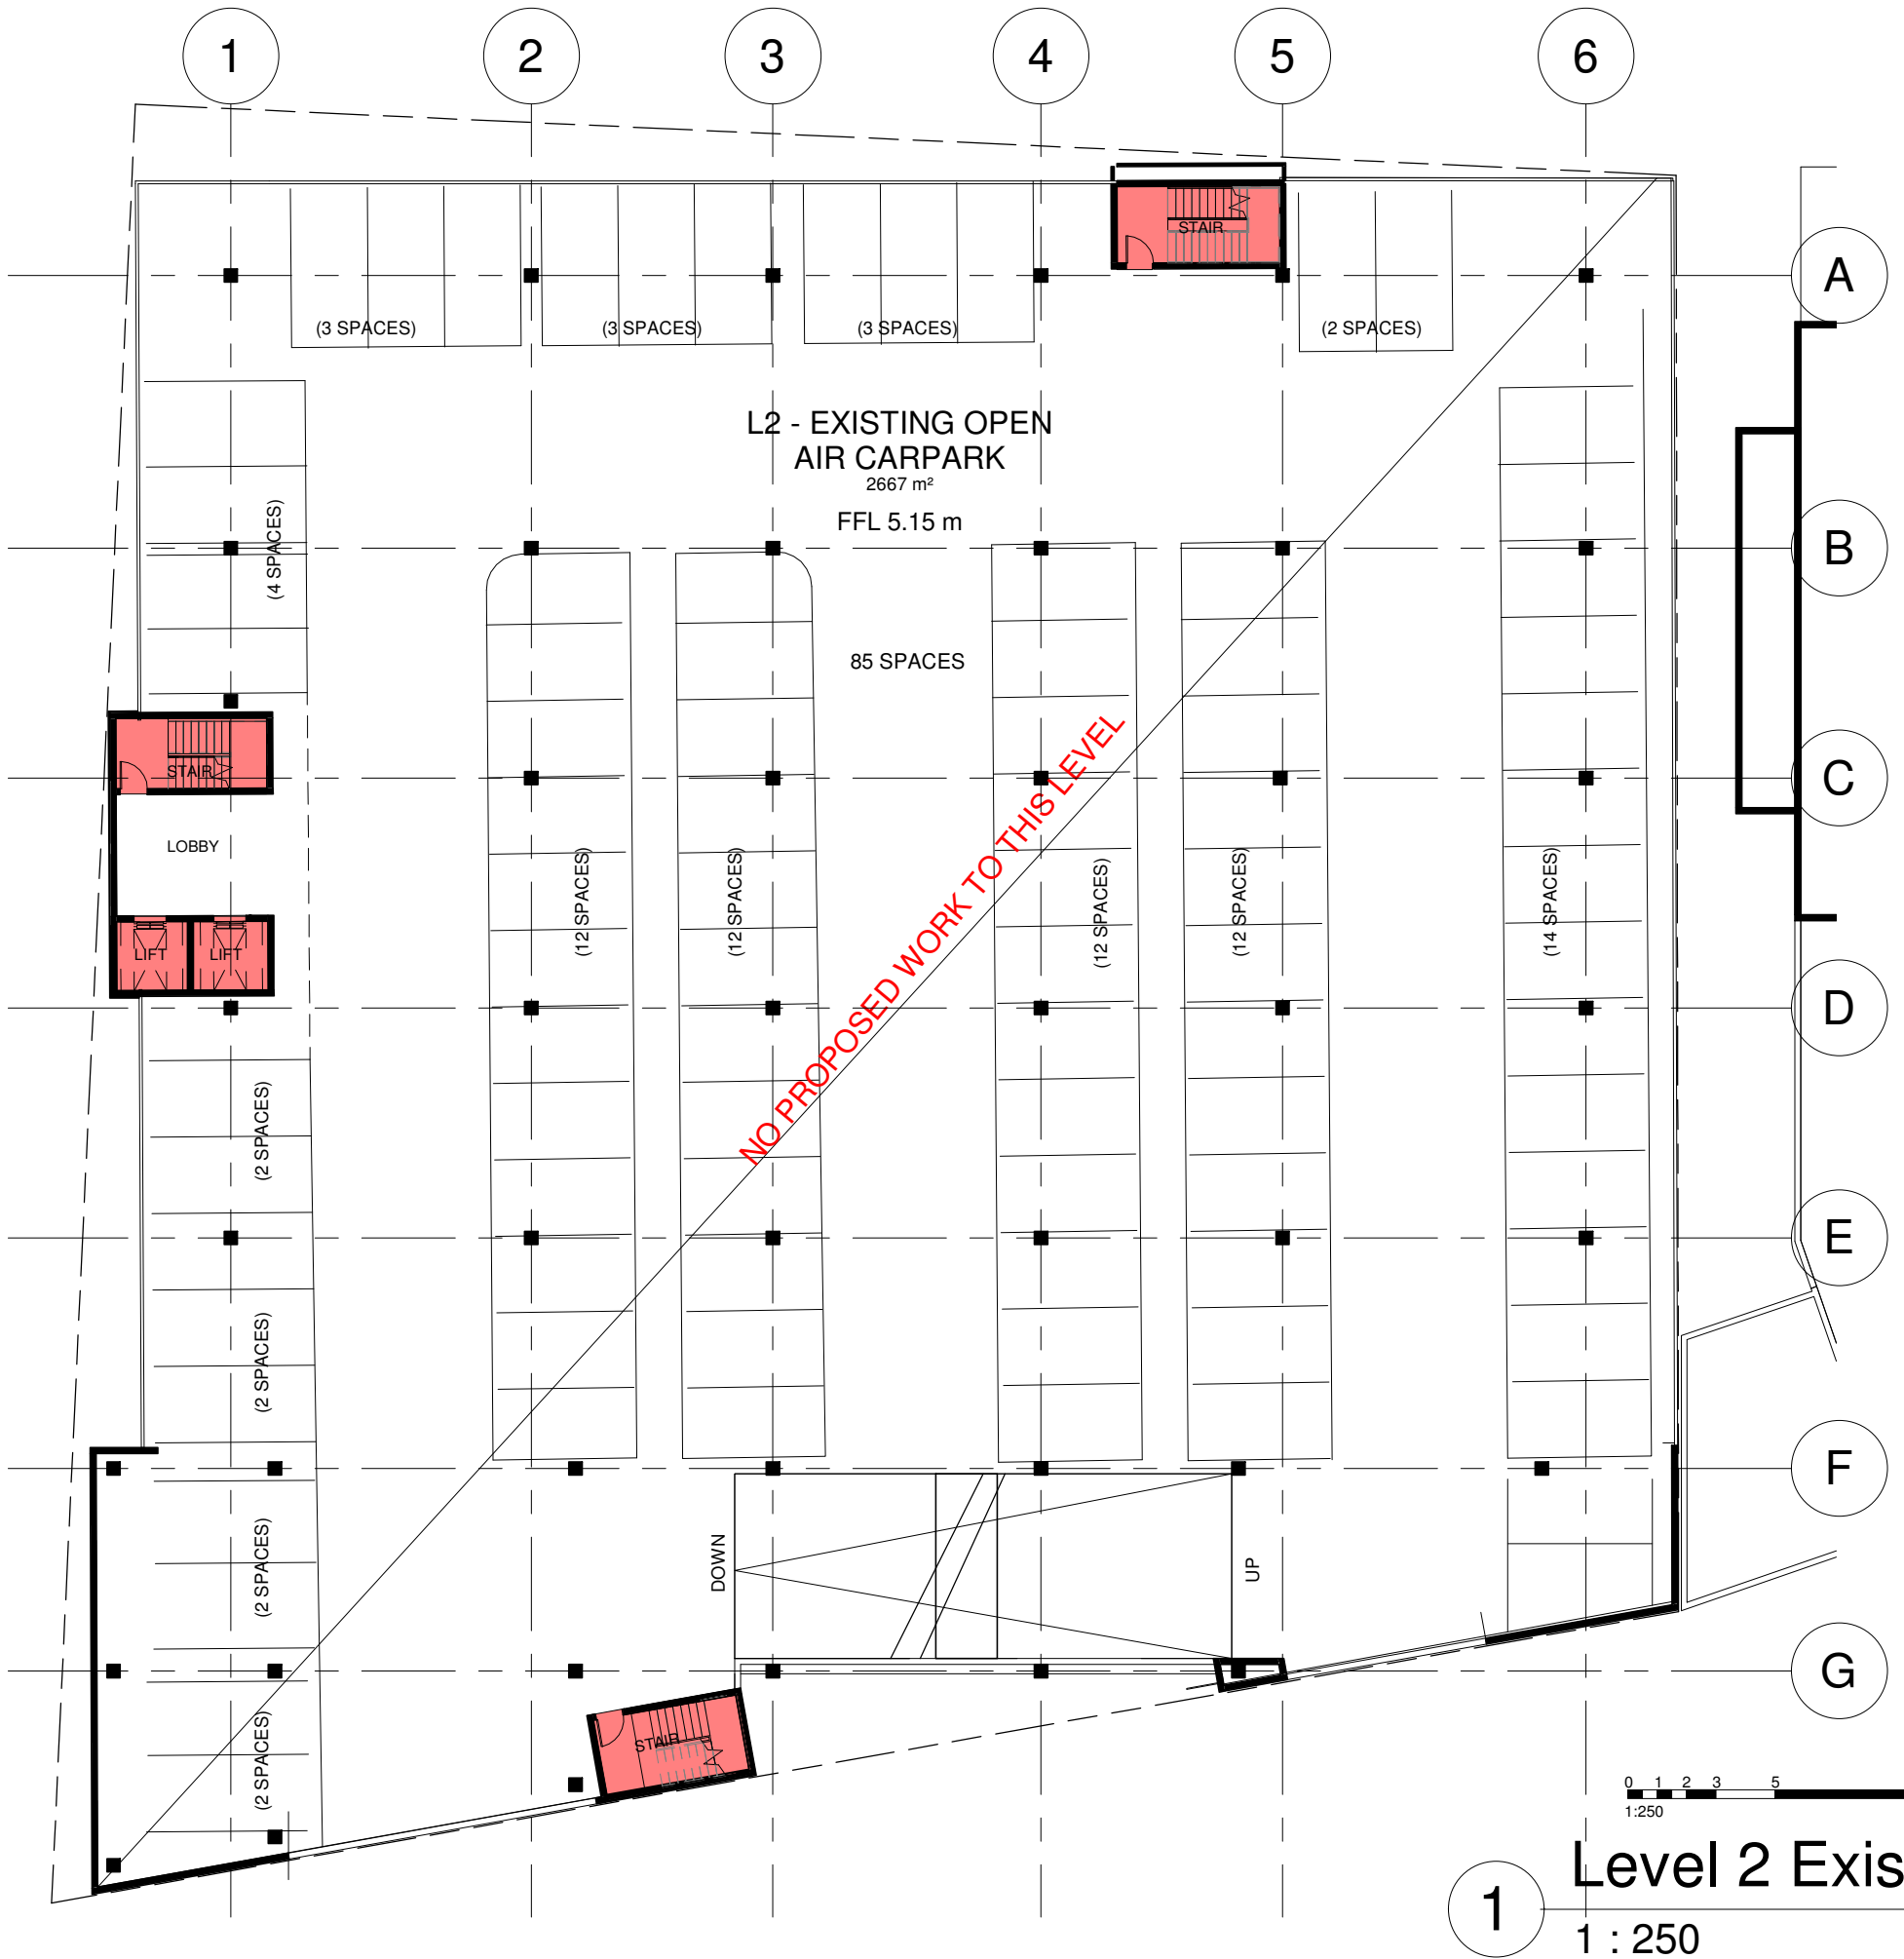 1 2 3 4 5 6
STAIR
A
(3 SPACES) (3 SPACES) (3 SPACES) (2 SPACES)
L2 - EXISTING OPEN
AIR CARPARK
2667 m²
FFL 5.15 m
(4 SPACES)
B
85 SPACES
NO PROPOSED WORK TO THIS LEVEL
STAIR
C
LOBBY
(12 SPACES) (12 SPACES) (12 SPACES) (12 SPACES) (14 SPACES)
LIFT LIFT
D
(2 SPACES)
E
(2 SPACES)
F
(2 SPACES)
DOWN
UP
G
(2 SPACES)
STAIR
0 1 2 3 5
1:250
Level 2 Exis
1
1 : 250